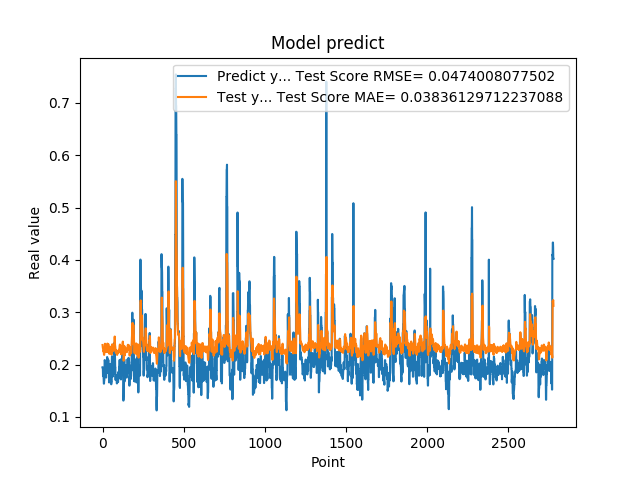 Model predict
Predict y... Test Score RMSE= 0.0474008077502
Test y... Test Score MAE= 0.03836129712237088
0.7
0.6
0.5
0.4
0.3
0.2
0.1
Real value
0 500 1000 1500 2000 2500
Point